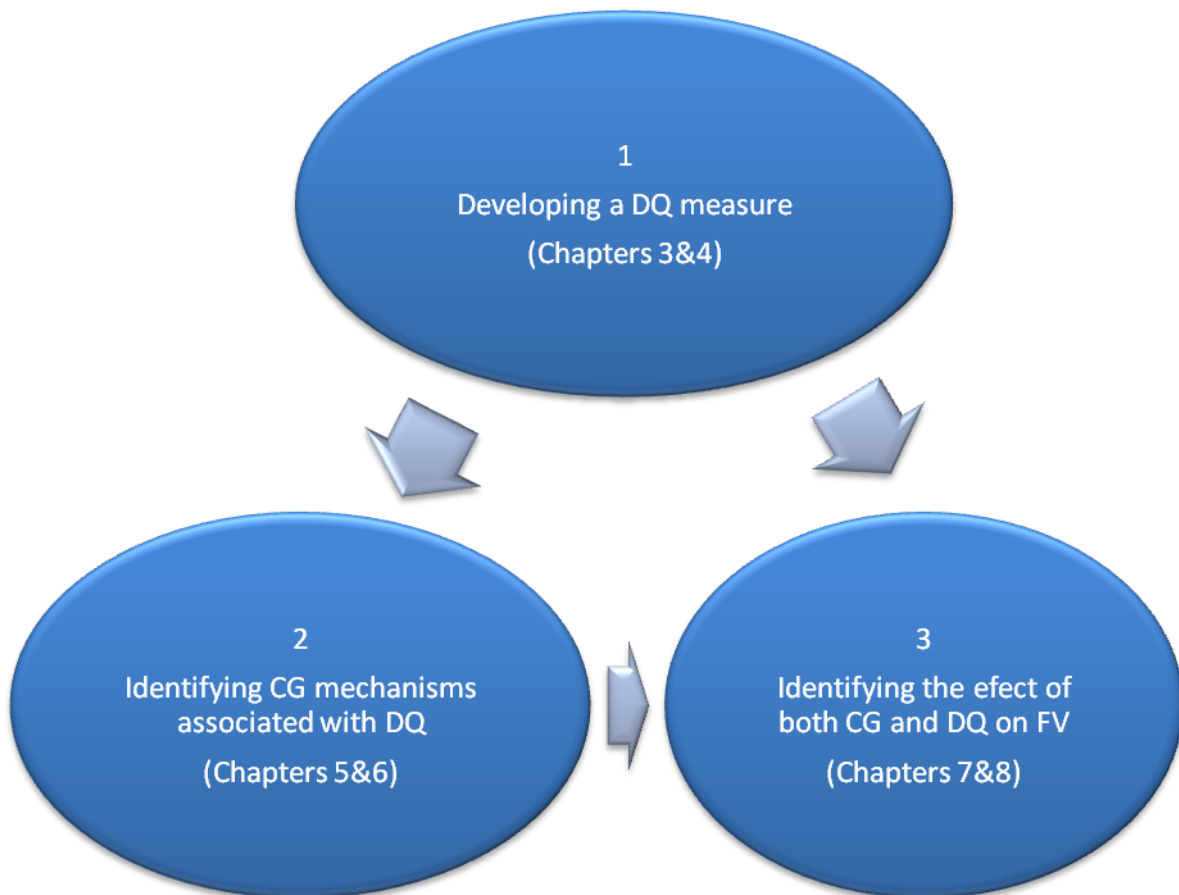 1
Developing a DQ measure
(Chapters 3&4)
2
Identifying CG mechanisms
associated with DQ
(Chapters 5&6)
3
Identifying the efect of
both CG and DQ on FV
(Chapters 7&8)